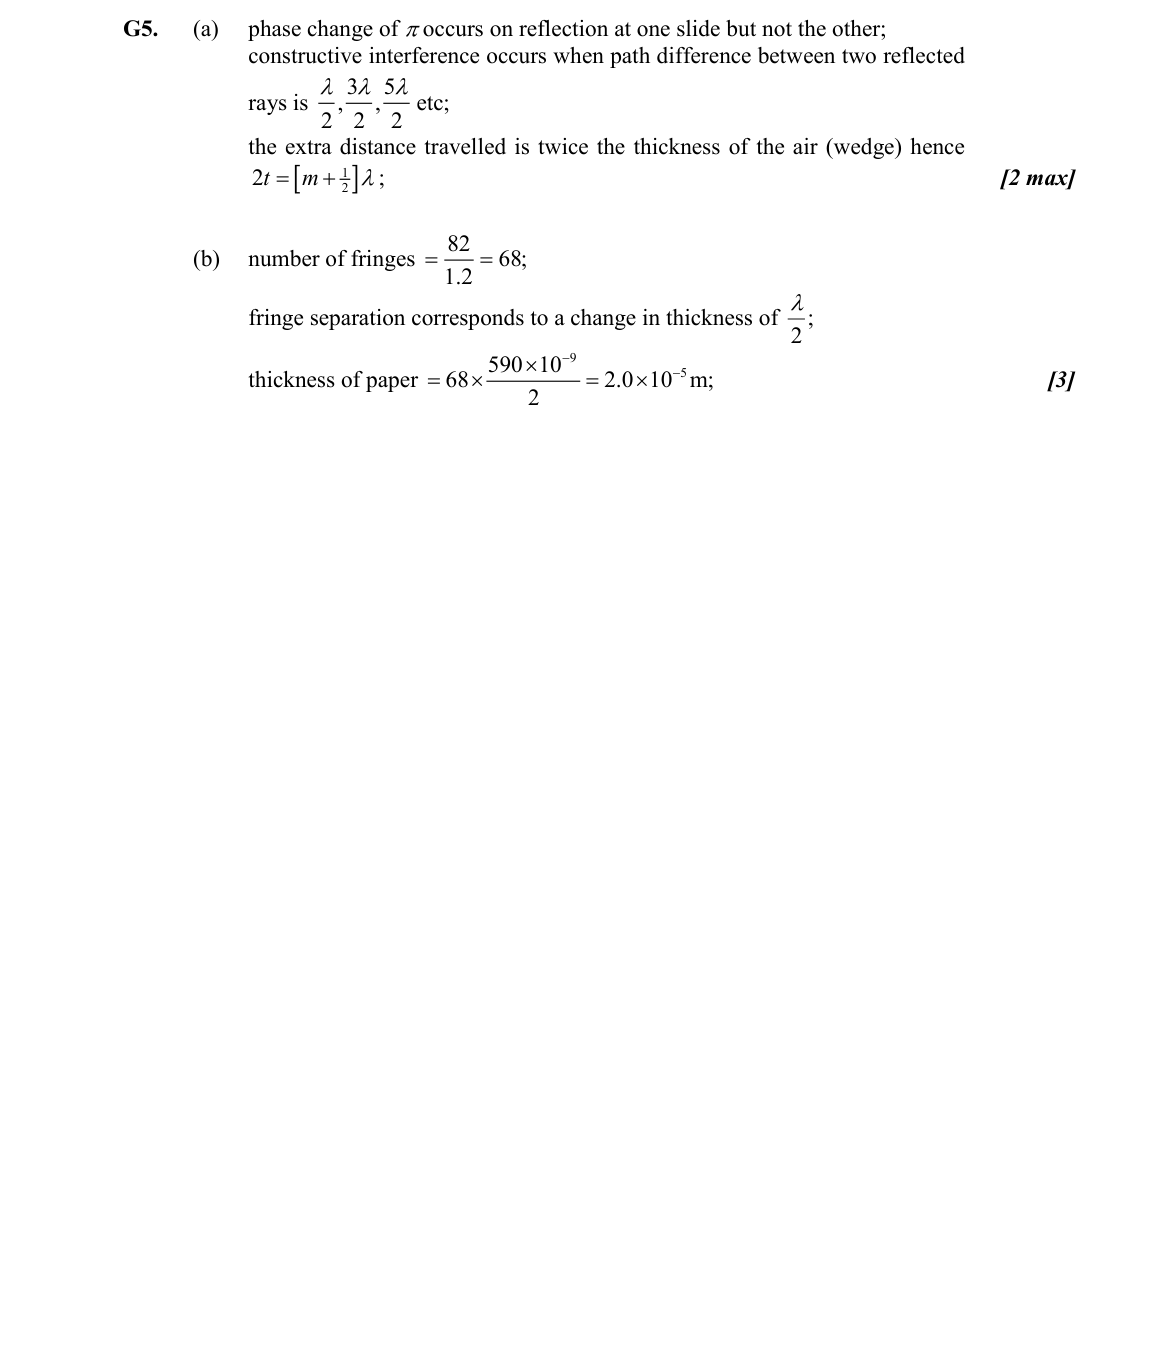 G5. (a) phase change of π occurs on reflection at one slide but not the other;
constructive interference occurs when path difference between two reflected
rays is λ/2, 3λ/2, 5λ/2 etc;
the extra distance travelled is twice the thickness of the air (wedge) hence
2t = [m + 1/2]λ; [2 max]
(b) number of fringes = 82/1.2 = 68;
fringe separation corresponds to a change in thickness of λ/2;
thickness of paper = 68 × 590×10⁻⁹/2 = 2.0×10⁻⁵ m; [3]